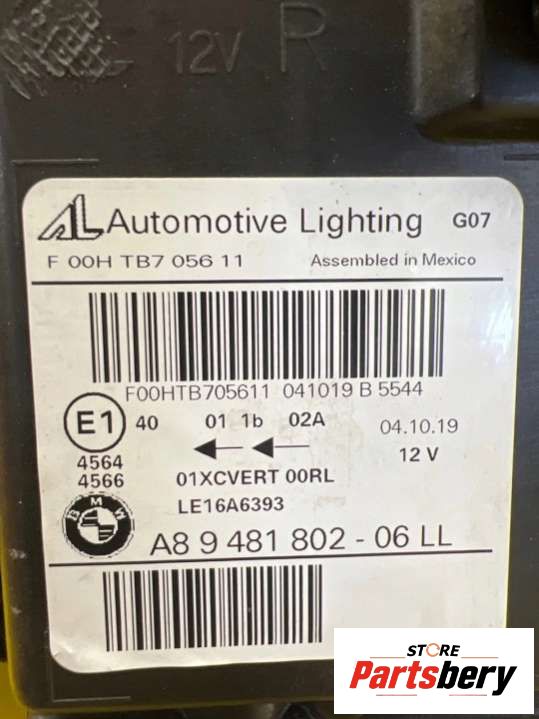 12V R
AL Automotive Lighting G07
F 00H TB7 056 11 Assembled in Mexico
F00HTB705611 041019 B 5544
E1 40 01 1b 02A 04.10.19
4564 12 V
4566 01XCVERT 00RL
LE16A6393
BMW
A8 9 481 802 - 06 LL
STORE
Partsbery